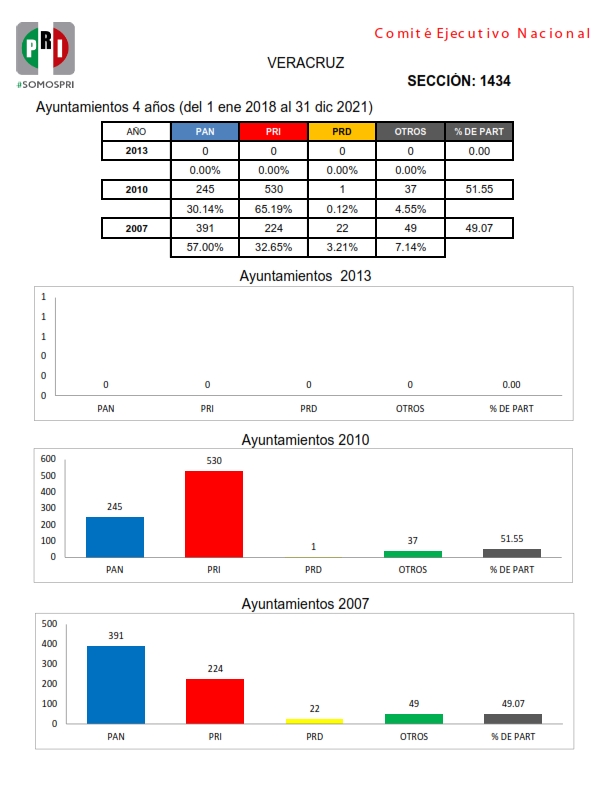 Comité Ejecutivo Nacional
PRI
#SOMOSPRI
VERACRUZ
SECCIÓN: 1434
Ayuntamientos 4 años (del 1 ene 2018 al 31 dic 2021)
AÑO PAN PRI PRD OTROS % DE PART
2013 0 0 0 0 0.00
0.00% 0.00% 0.00% 0.00%
2010 245 530 1 37 51.55
30.14% 65.19% 0.12% 4.55%
2007 391 224 22 49 49.07
57.00% 32.65% 3.21% 7.14%
Ayuntamientos 2013
1
1
1
0
0
0
0 0 0 0 0.00
PAN PRI PRD OTROS % DE PART
Ayuntamientos 2010
600
500
400
300
200
100
0
245 530 1 37 51.55
PAN PRI PRD OTROS % DE PART
Ayuntamientos 2007
500
400
300
200
100
0
391 224 22 49 49.07
PAN PRI PRD OTROS % DE PART